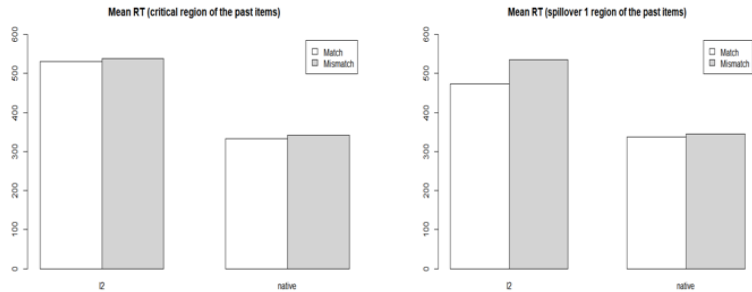 Mean RT (critical region of the past items)
600
500
400
300
200
100
0
Match
Mismatch
l2
native
Mean RT (spillover 1 region of the past items)
600
500
400
300
200
100
0
Match
Mismatch
l2
native